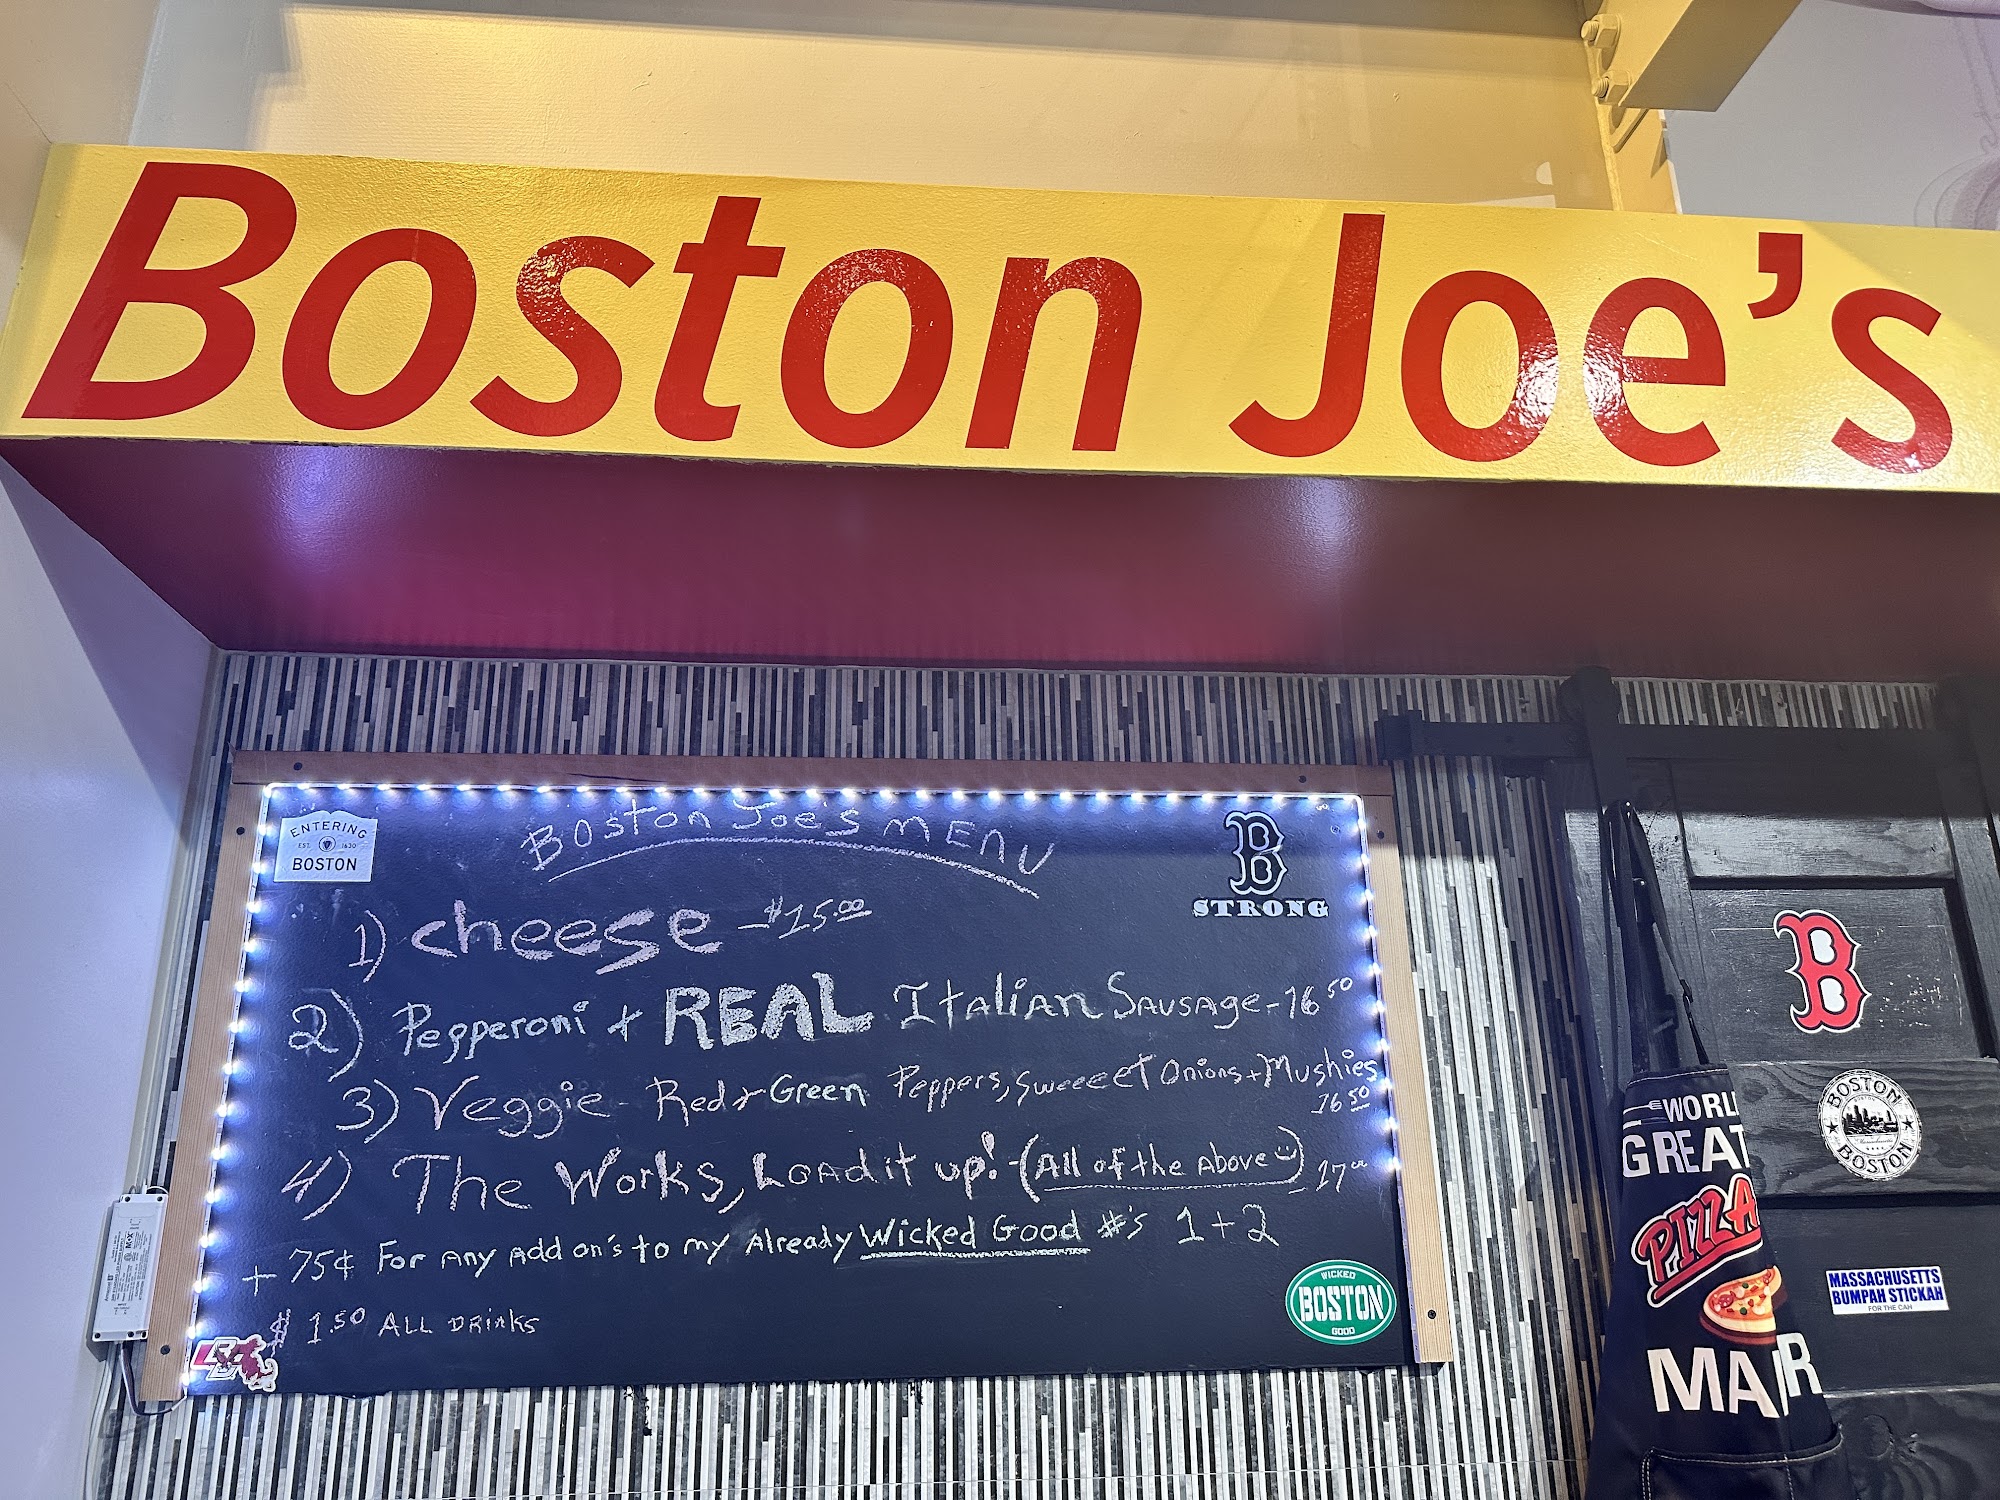 Boston Joe's
ENTERING
EST. 1630
BOSTON
Boston Joe's MENU
B
STRONG
1) Cheese - $15.00
2) Pepperoni + REAL Italian Sausage - 16 50
3) Veggie - Red + Green Peppers, Sweeeet Onions + Mushies
16 50
4) The Works, Load it up! - (All of the Above) - 17 00
+ 75¢ For Any Add on's to my Already Wicked Good #'s 1 + 2
$1.50 ALL Drinks
WICKED
BOSTON
GOOD
B
BOSTON
BOSTON
WORL
GREAT
PIZZA
MA R
MASSACHUSETTS
BUMPAH STICKAH
FOR THE CAH